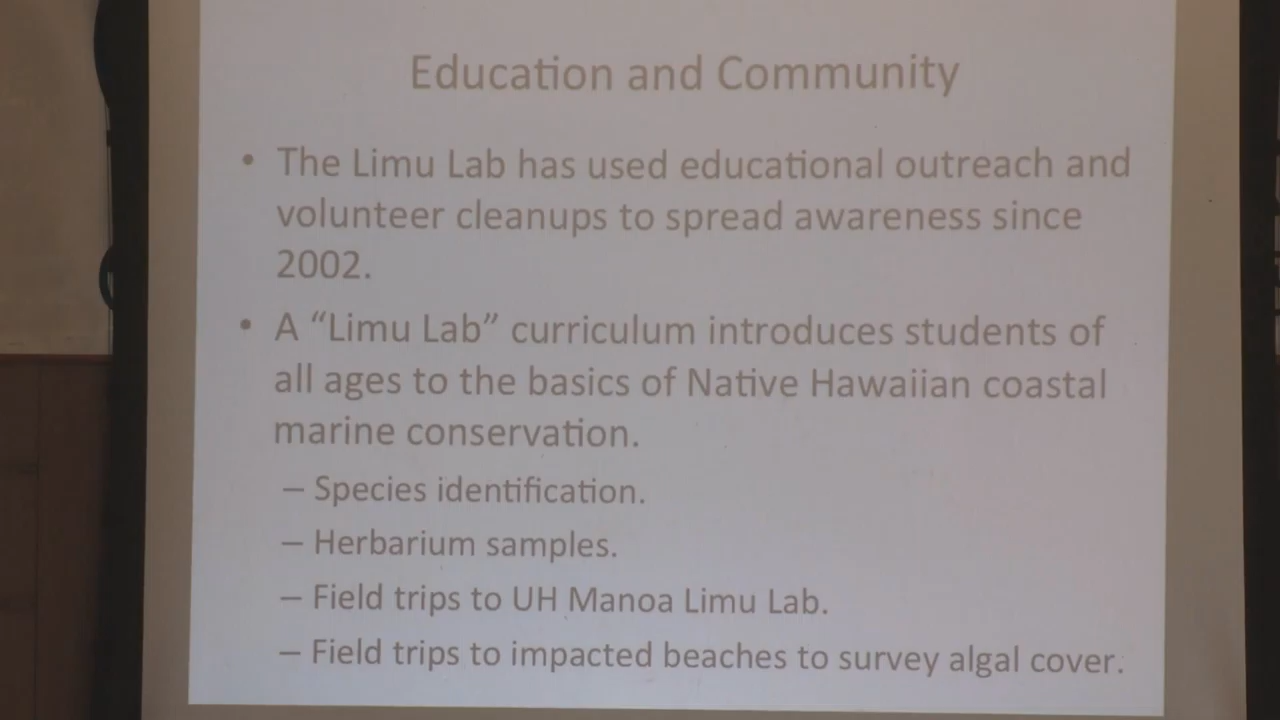 Education and Community
• The Limu Lab has used educational outreach and
volunteer cleanups to spread awareness since
2002.
• A “Limu Lab” curriculum introduces students of
all ages to the basics of Native Hawaiian coastal
marine conservation.
– Species identification.
– Herbarium samples.
– Field trips to UH Manoa Limu Lab.
– Field trips to impacted beaches to survey algal cover.